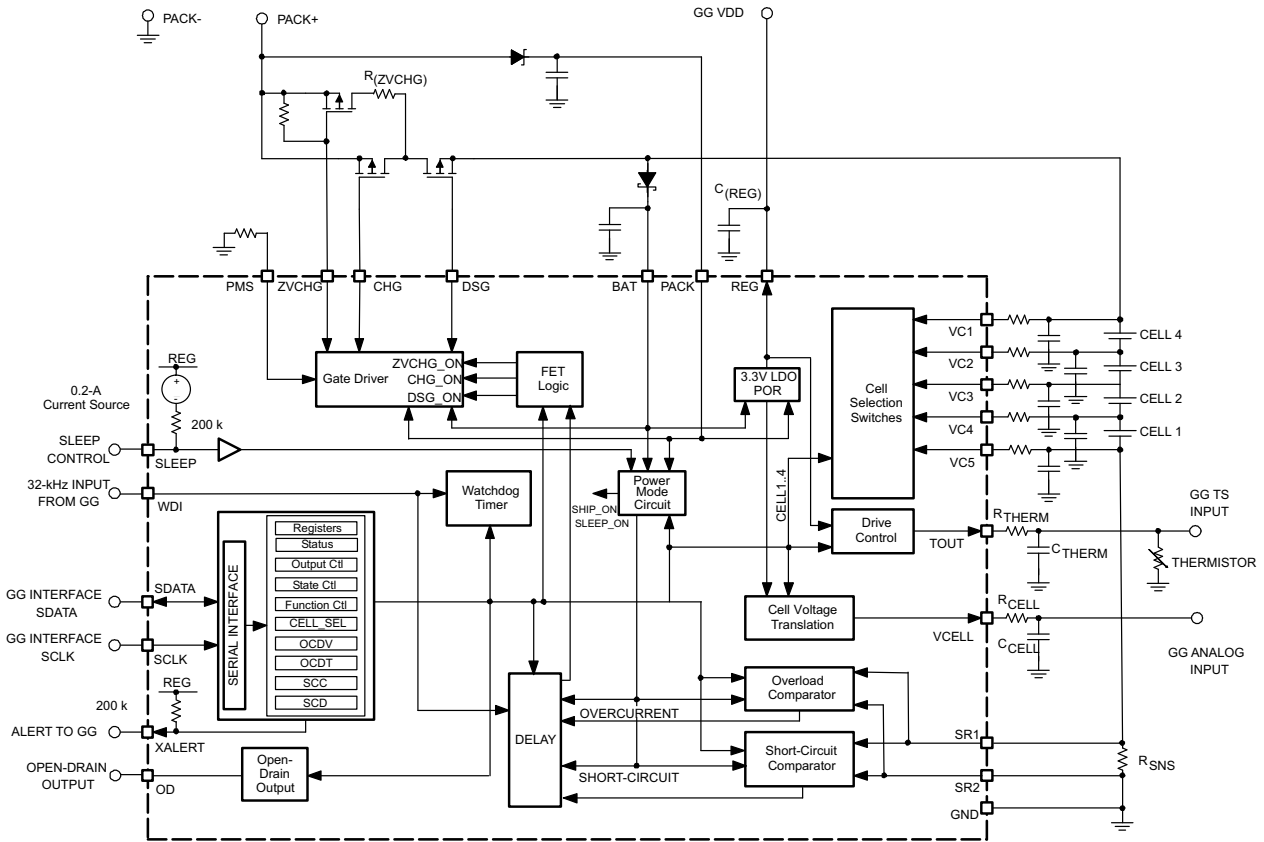 PACK-
PACK+
GG VDD
R(ZVCHG)
C(REG)
PMS
ZVCHG
CHG
DSG
BAT
PACK
REG
REG
+
-
0.2-A
Current Source
200 k
SLEEP
CONTROL
SLEEP
Gate Driver
ZVCHG_ON
CHG_ON
DSG_ON
FET
Logic
3.3V LDO
POR
Cell
Selection
Switches
VC1
VC2
VC3
VC4
VC5
CELL 4
CELL 3
CELL 2
CELL 1
32-kHz INPUT
FROM GG
WDI
Watchdog
Timer
Power
Mode
Circuit
SHIP_ON
SLEEP_ON
CELL1..4
Drive
Control
TOUT
RTHERM
CTHERM
GG TS
INPUT
THERMISTOR
SERIAL INTERFACE
Registers
Status
Output Ctl
State Ctl
Function Ctl
CELL_SEL
OCDV
OCDT
SCC
SCD
GG INTERFACE
SDATA
SDATA
GG INTERFACE
SCLK
SCLK
Cell Voltage
Translation
VCELL
RCELL
CCELL
GG ANALOG
INPUT
REG
200 k
ALERT TO GG
XALERT
OPEN-DRAIN
OUTPUT
OD
Open-
Drain
Output
DELAY
OVERCURRENT
SHORT-CIRCUIT
Overload
Comparator
Short-Circuit
Comparator
SR1
SR2
GND
RSNS